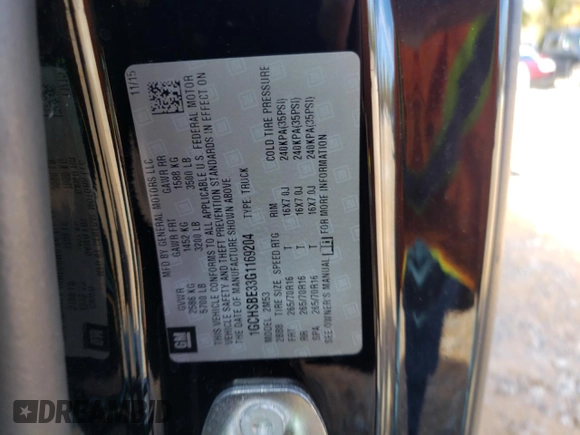 11/15
MFD BY GENERAL MOTORS LLC
GVWR GAWR FRT GAWR RR
2586 KG 1452 KG 1588 KG
5700 LB 3200 LB 3500 LB
THIS VEHICLE CONFORMS TO ALL APPLICABLE U.S. FEDERAL MOTOR
VEHICLE SAFETY AND THEFT PREVENTION STANDARDS IN EFFECT ON
THE DATE OF MANUFACTURE SHOWN ABOVE
1GCHSBE33G1169204 TYPE: TRUCK
MODEL: 2M53
2BBB TIRE SIZE SPEED RTG RIM COLD TIRE PRESSURE
FRT 265/70R16 T 16X7.0J 240KPA(35PSI)
RR 265/70R16 T 16X7.0J 240KPA(35PSI)
SPA 265/70R16 T 16X7.0J 240KPA(35PSI)
SEE OWNER'S MANUAL FOR MORE INFORMATION
GM
DREAMBID